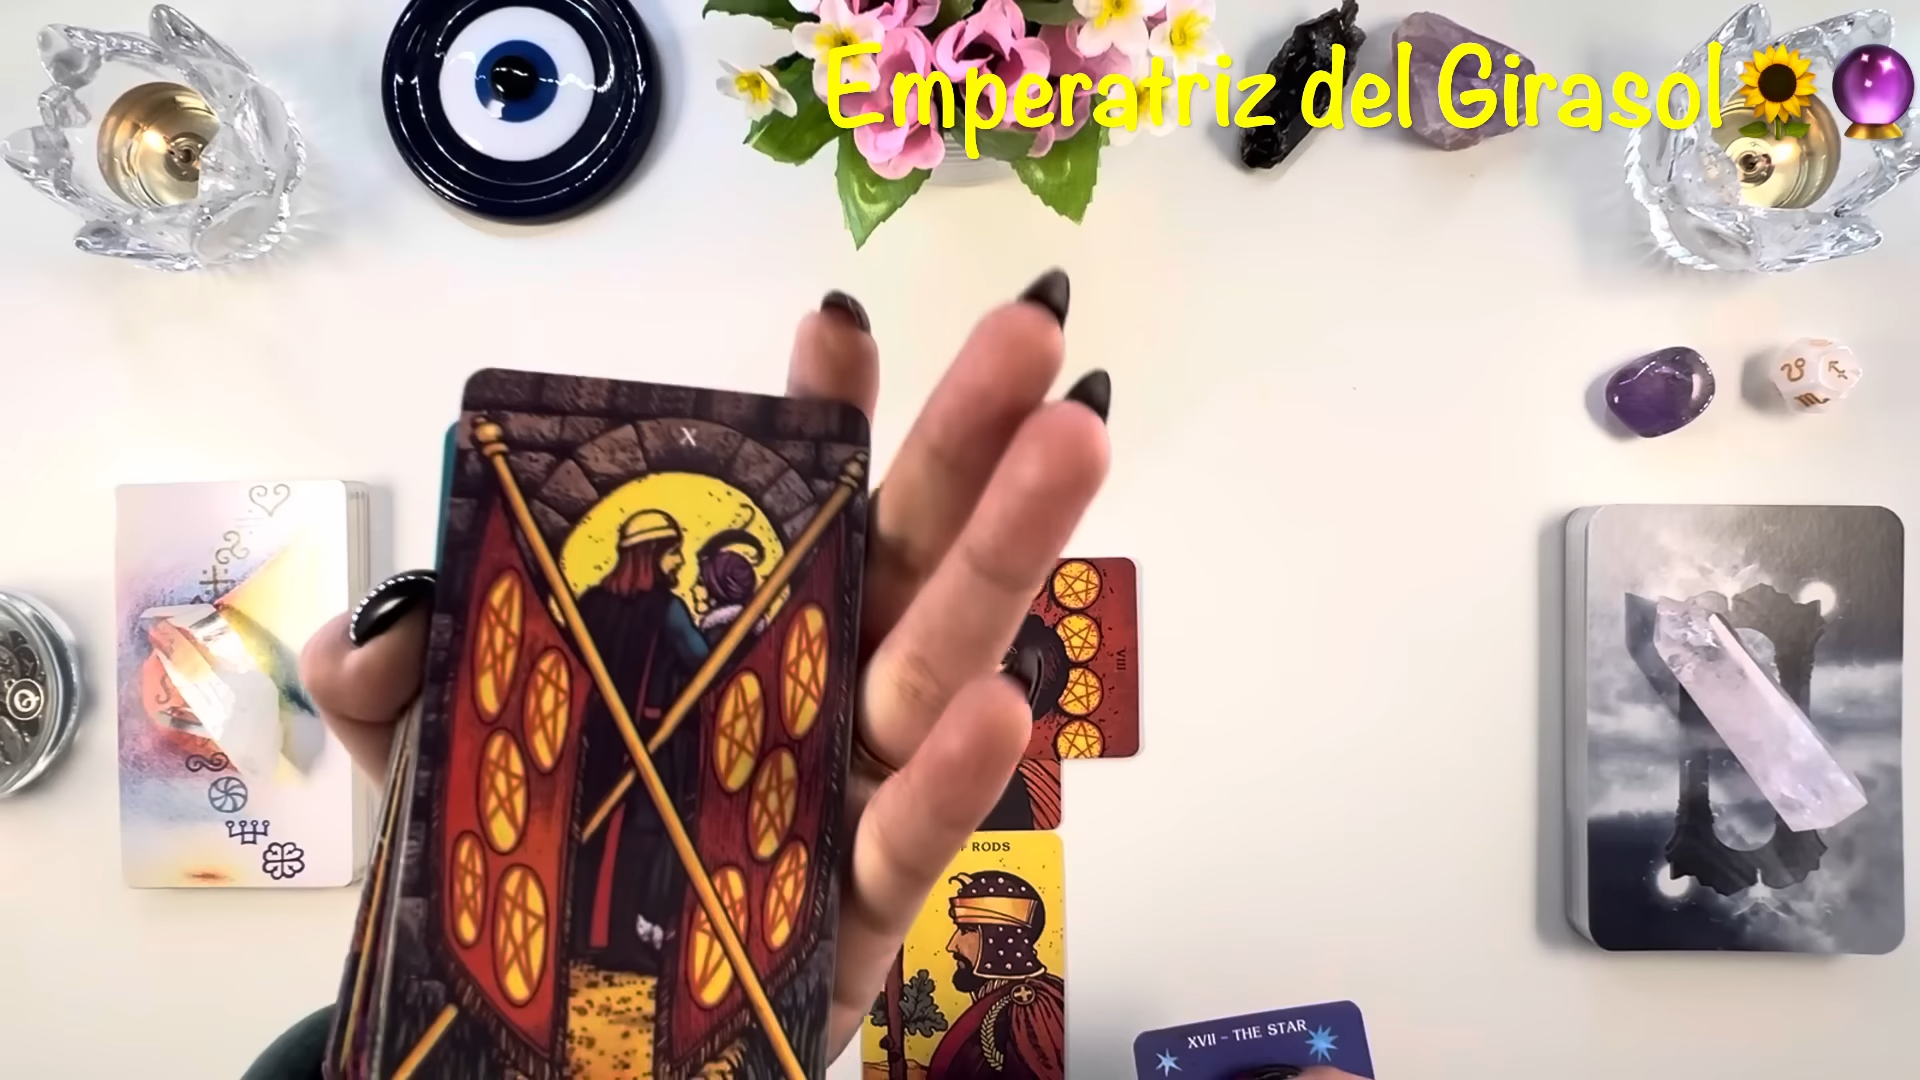 Emperatriz del Girasol🌻🔮
X
VIII
F RODS
XVII - THE STAR